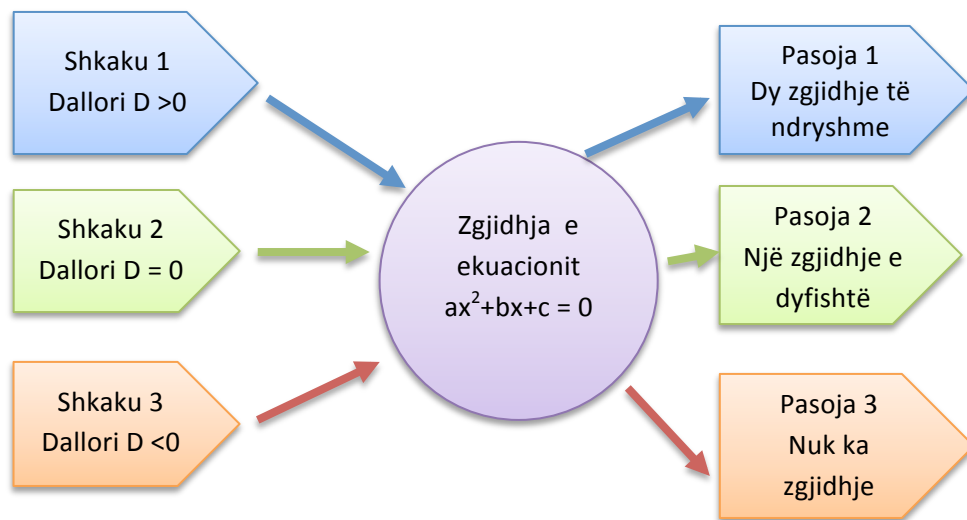 Shkaku 1
Dallori D >0
Shkaku 2
Dallori D = 0
Shkaku 3
Dallori D <0
Zgjidhja e
ekuacionit
ax²+bx+c = 0
Pasoja 1
Dy zgjidhje të
ndryshme
Pasoja 2
Një zgjidhje e
dyfishtë
Pasoja 3
Nuk ka
zgjidhje